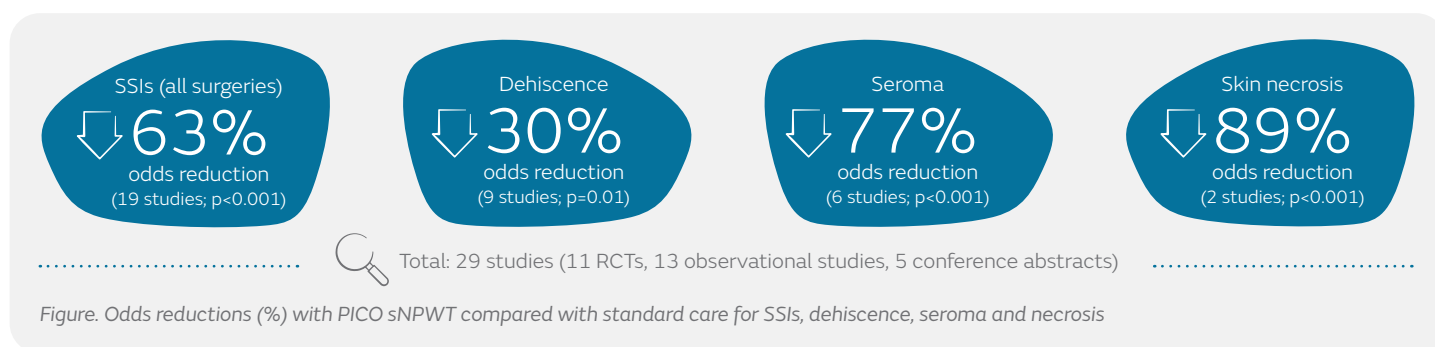 SSIs (all surgeries)
63%
odds reduction
(19 studies; p<0.001)
Dehiscence
30%
odds reduction
(9 studies; p=0.01)
Seroma
77%
odds reduction
(6 studies; p<0.001)
Skin necrosis
89%
odds reduction
(2 studies; p<0.001)
Total: 29 studies (11 RCTs, 13 observational studies, 5 conference abstracts)
Figure. Odds reductions (%) with PICO sNPWT compared with standard care for SSIs, dehiscence, seroma and necrosis